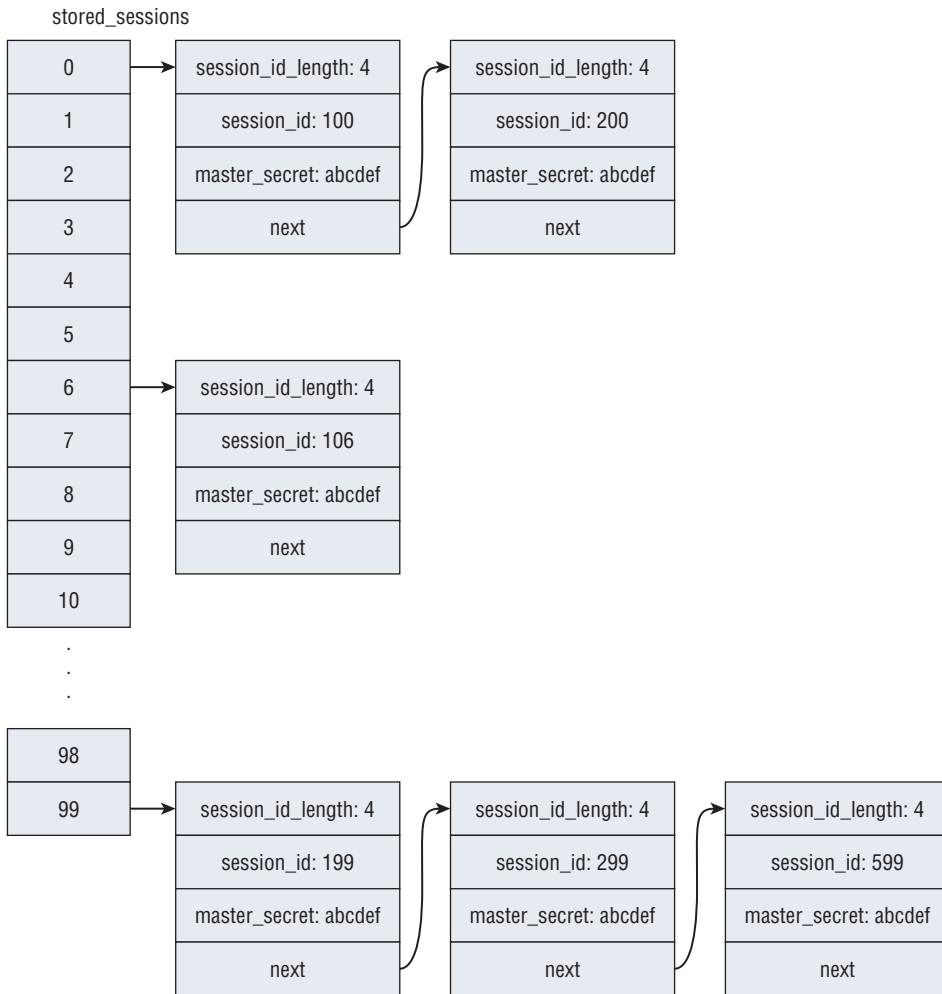 stored_sessions
0
1
2
3
4
5
6
7
8
9
10
.
.
.
98
99
session_id_length: 4
session_id: 100
master_secret: abcdef
next
session_id_length: 4
session_id: 200
master_secret: abcdef
next
session_id_length: 4
session_id: 106
master_secret: abcdef
next
session_id_length: 4
session_id: 199
master_secret: abcdef
next
session_id_length: 4
session_id: 299
master_secret: abcdef
next
session_id_length: 4
session_id: 599
master_secret: abcdef
next